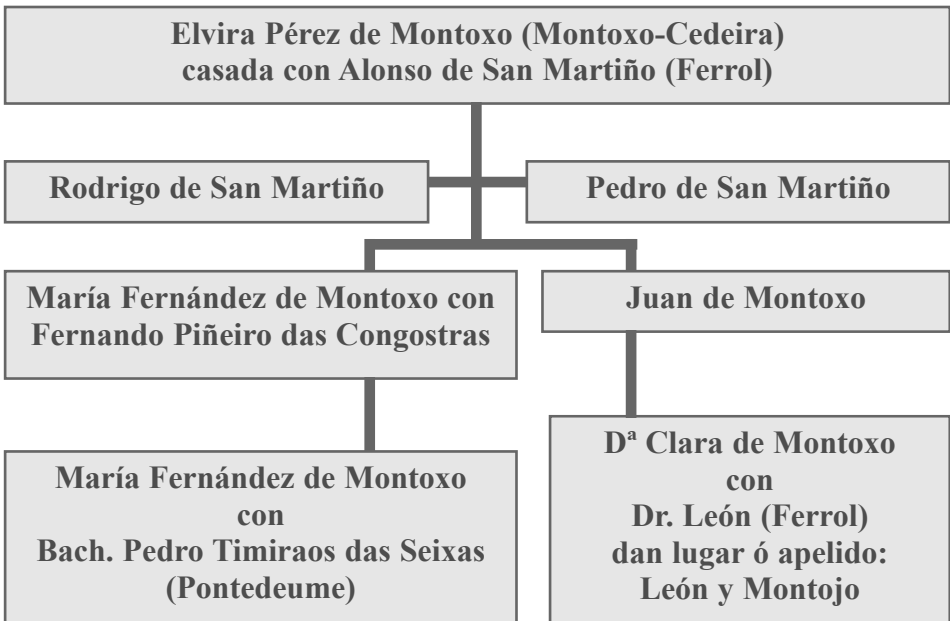 Elvira Pérez de Montoxo (Montoxo-Cedeira)
casada con Alonso de San Martiño (Ferrol)
Rodrigo de San Martiño
Pedro de San Martiño
María Fernández de Montoxo con
Fernando Piñeiro das Congostras
Juan de Montoxo
María Fernández de Montoxo
con
Bach. Pedro Timiraos das Seixas
(Pontedeume)
Dª Clara de Montoxo
con
Dr. León (Ferrol)
dan lugar ó apelido:
León y Montojo